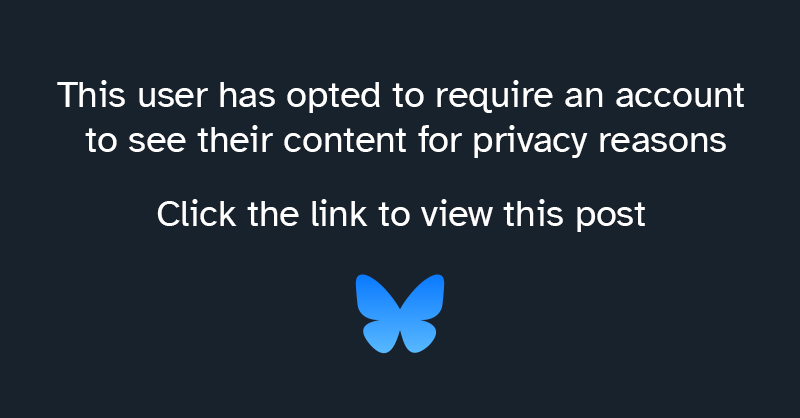 This user has opted to require an account
to see their content for privacy reasons
Click the link to view this post